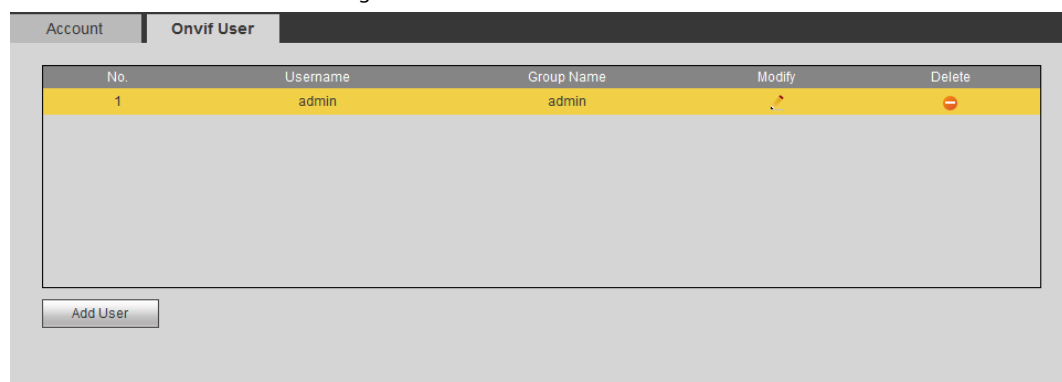 Account Onvif User
No. Username Group Name Modify Delete
1 admin admin
Add User